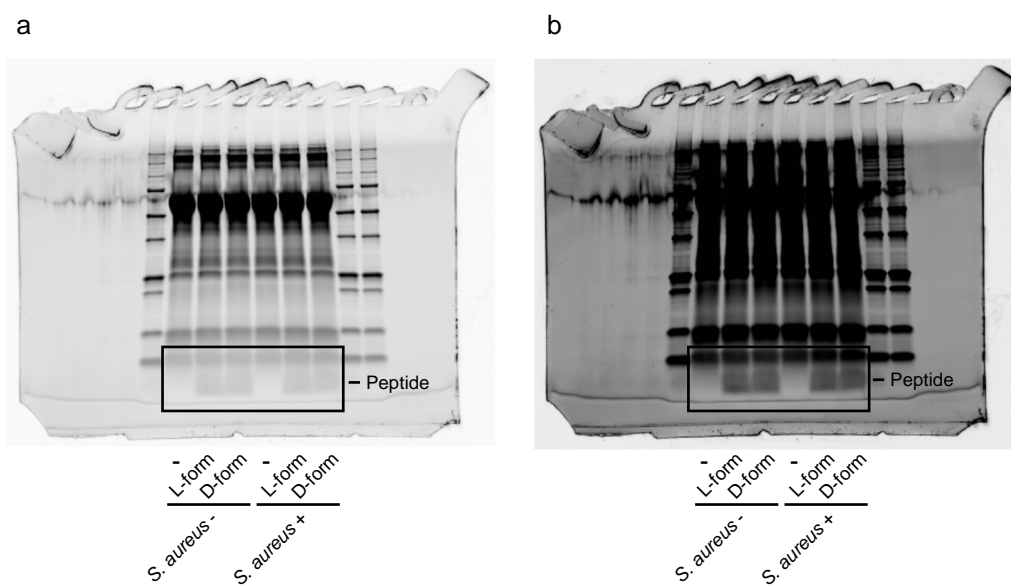 a
b
– Peptide
– Peptide
-
L-form
D-form
-
L-form
D-form
S. aureus -
S. aureus +
-
L-form
D-form
-
L-form
D-form
S. aureus -
S. aureus +